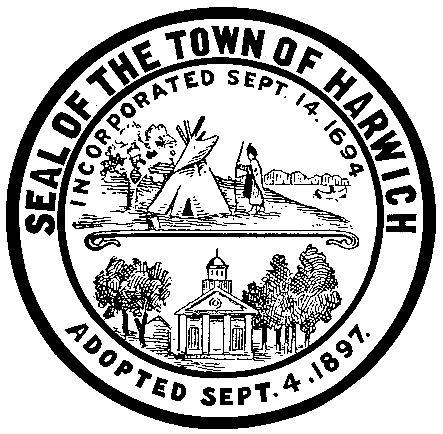 SEAL OF THE TOWN OF HARWICH
INCORPORATED SEPT. 14. 1694
ADOPTED SEPT. 4. 1897.